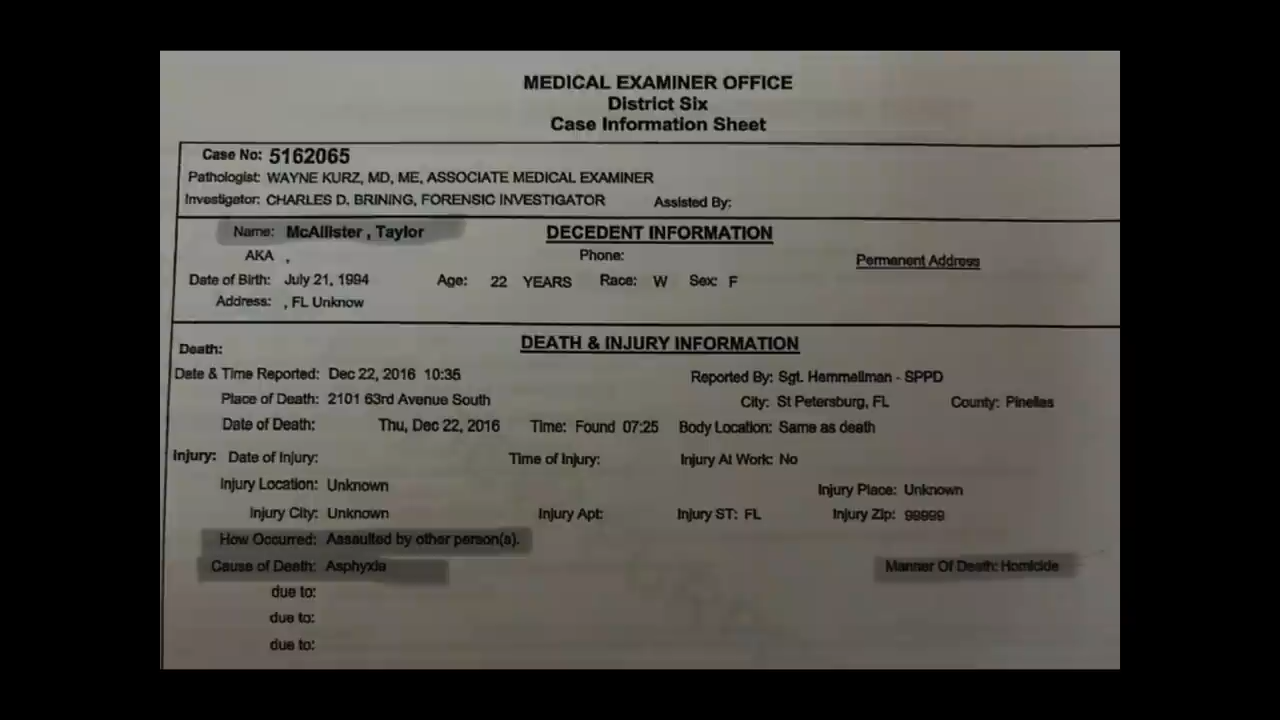 MEDICAL EXAMINER OFFICE
District Six
Case Information Sheet
Case No: 5162065
Pathologist: WAYNE KURZ, MD, ME, ASSOCIATE MEDICAL EXAMINER
Investigator: CHARLES D. BRINING, FORENSIC INVESTIGATOR Assisted By:
Name: McAllister , Taylor DECEDENT INFORMATION
AKA , Phone: Permanent Address
Date of Birth: July 21, 1994 Age: 22 YEARS Race: W Sex: F
Address: , FL Unknow
DEATH & INJURY INFORMATION
Death:
Date & Time Reported: Dec 22, 2016 10:35 Reported By: Sgt. Hemmellman - SPPD
Place of Death: 2101 63rd Avenue South City: St Petersburg, FL County: Pinellas
Date of Death: Thu, Dec 22, 2016 Time: Found 07:25 Body Location: Same as death
Injury: Date of Injury: Time of Injury: Injury At Work: No
Injury Location: Unknown Injury Place: Unknown
Injury City: Unknown Injury Apt: Injury ST: FL Injury Zip: 99999
How Occurred: Assaulted by other person(s).
Cause of Death: Asphyxia Manner Of Death: Homicide
due to:
due to:
due to: